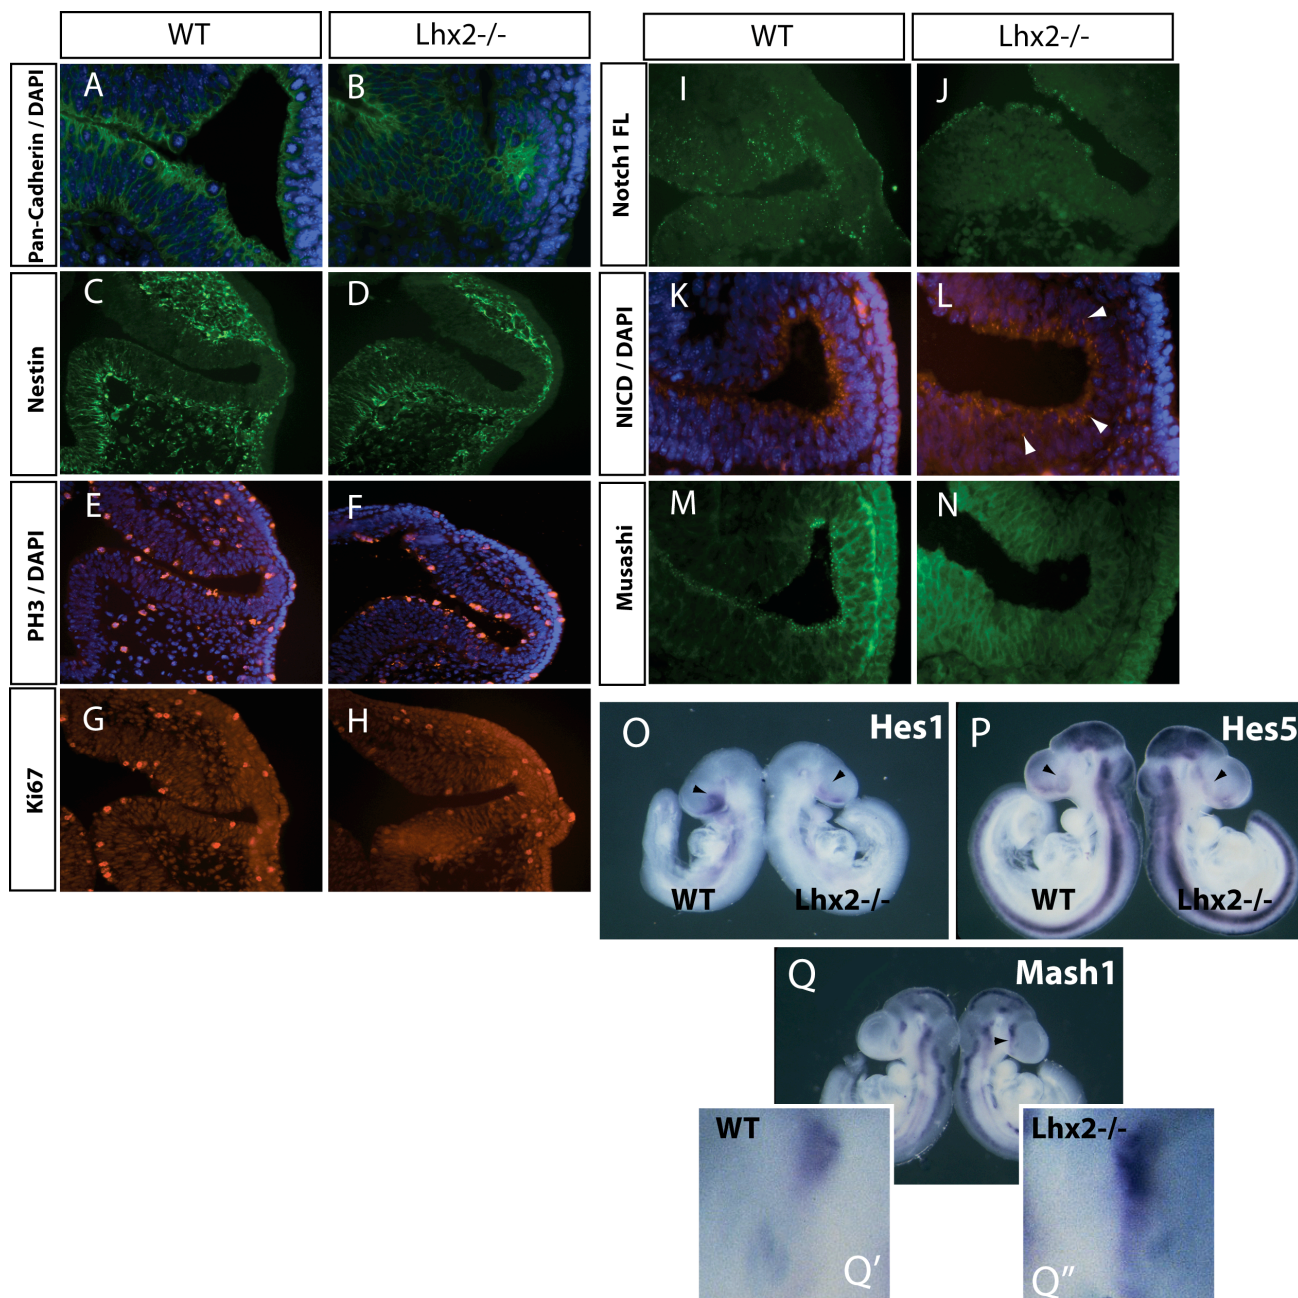 WT
Lhx2-/-
WT
Lhx2-/-
Pan-Cadherin / DAPI
A
B
Nestin
C
D
PH3 / DAPI
E
F
Ki67
G
H
Notch1 FL
I
J
NICD / DAPI
K
L
Musashi
M
N
O
Hes1
WT
Lhx2-/-
P
Hes5
WT
Lhx2-/-
Q
Mash1
WT
Q'
Lhx2-/-
Q"